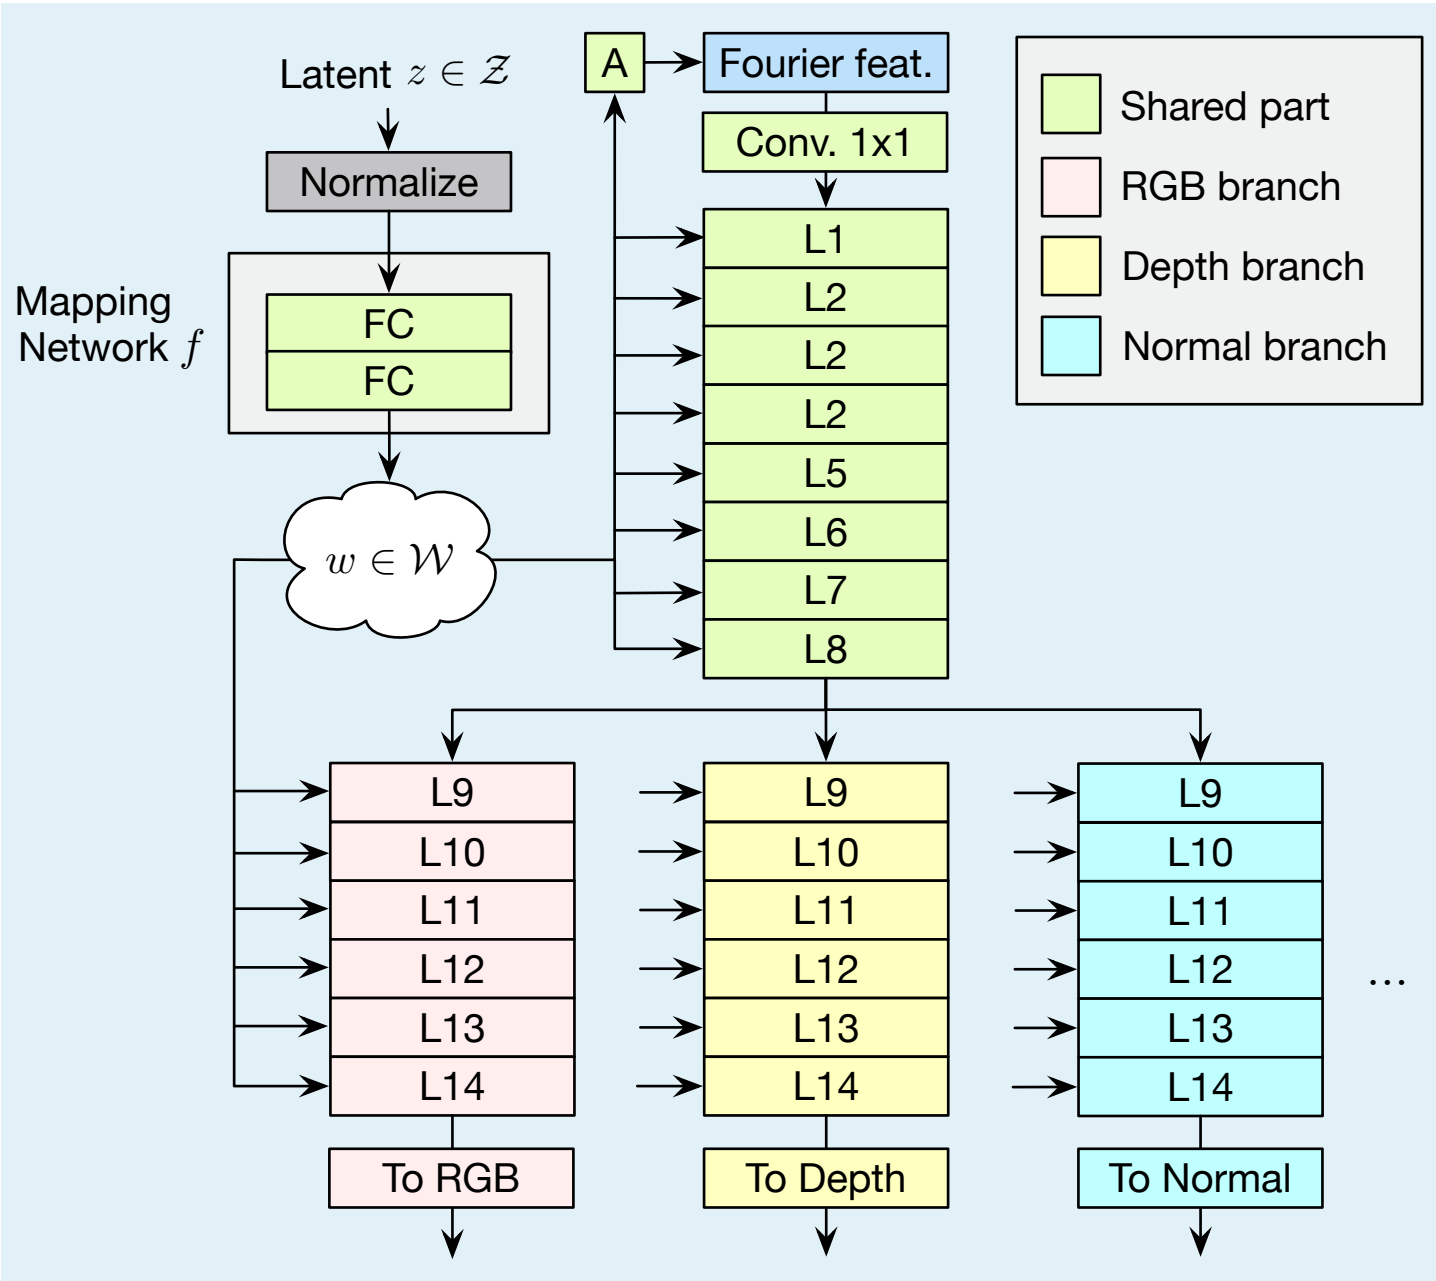 Latent z ∈ 𝒵
Normalize
Mapping
Network f
FC
FC
w ∈ 𝒲
A
Fourier feat.
Conv. 1x1
L1
L2
L2
L2
L5
L6
L7
L8
Shared part
RGB branch
Depth branch
Normal branch
L9
L10
L11
L12
L13
L14
To RGB
L9
L10
L11
L12
L13
L14
To Depth
L9
L10
L11
L12
L13
L14
To Normal
...